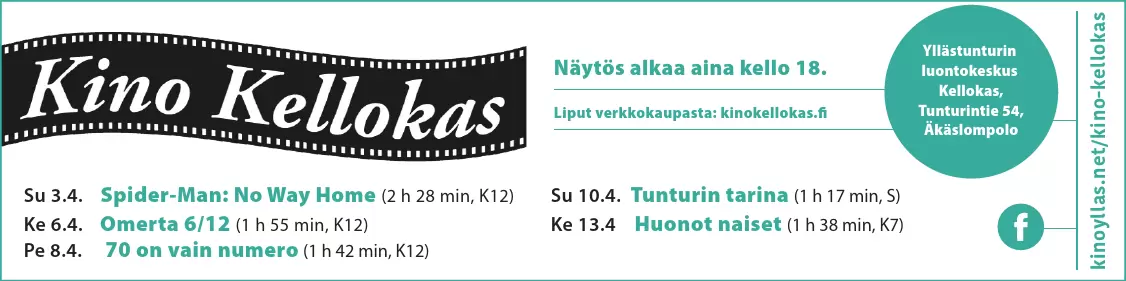 Kino Kellokas
Näytös alkaa aina kello 18.
Liput verkkokaupasta: kinokellokas.fi
Yllästunturin
luontokeskus
Kellokas,
Tunturintie 54,
Äkäslompolo
kinoyllas.net/kino-kellokas
Su 3.4. Spider-Man: No Way Home (2 h 28 min, K12)
Ke 6.4. Omerta 6/12 (1 h 55 min, K12)
Pe 8.4. 70 on vain numero (1 h 42 min, K12)
Su 10.4. Tunturin tarina (1 h 17 min, S)
Ke 13.4 Huonot naiset (1 h 38 min, K7)
f